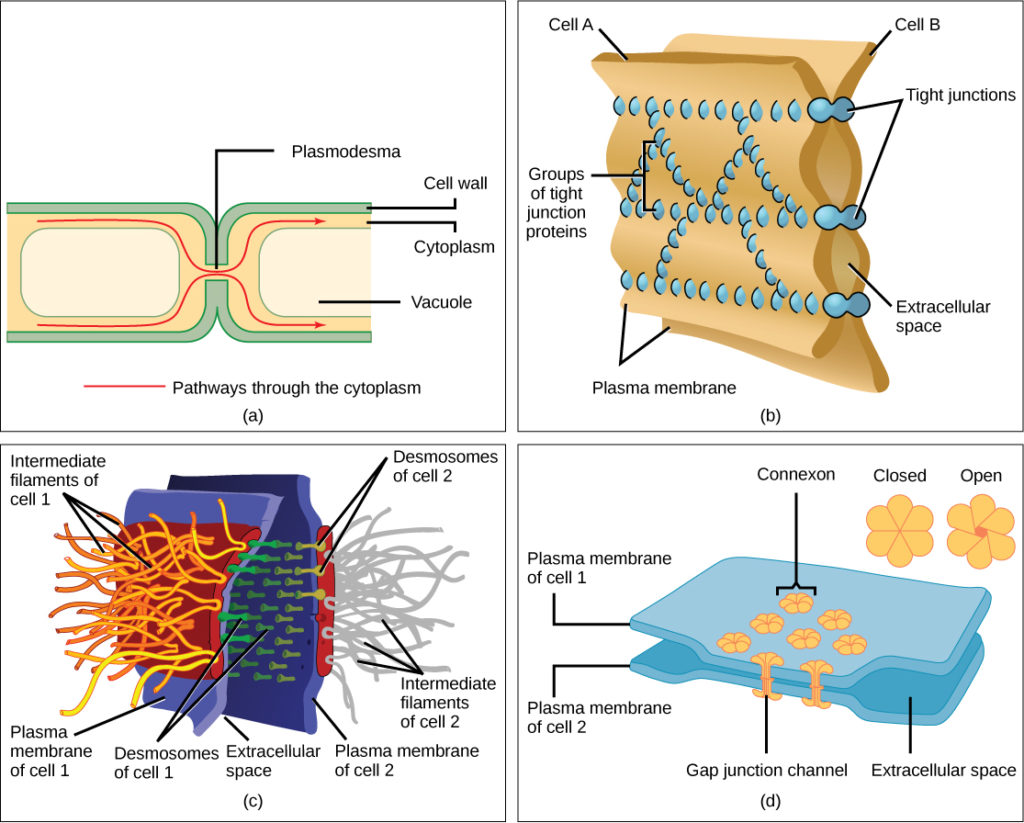 Plasmodesma
Cell wall
Cytoplasm
Vacuole
Pathways through the cytoplasm
(a)
Cell A
Cell B
Tight junctions
Groups
of tight
junction
proteins
Extracellular
space
Plasma membrane
(b)
Intermediate
filaments of
cell 1
Desmosomes
of cell 2
Intermediate
filaments
of cell 2
Plasma
membrane
of cell 1
Desmosomes
of cell 1
Extracellular
space
Plasma membrane
of cell 2
(c)
Connexon
Closed
Open
Plasma membrane
of cell 1
Plasma membrane
of cell 2
Gap junction channel
Extracellular space
(d)